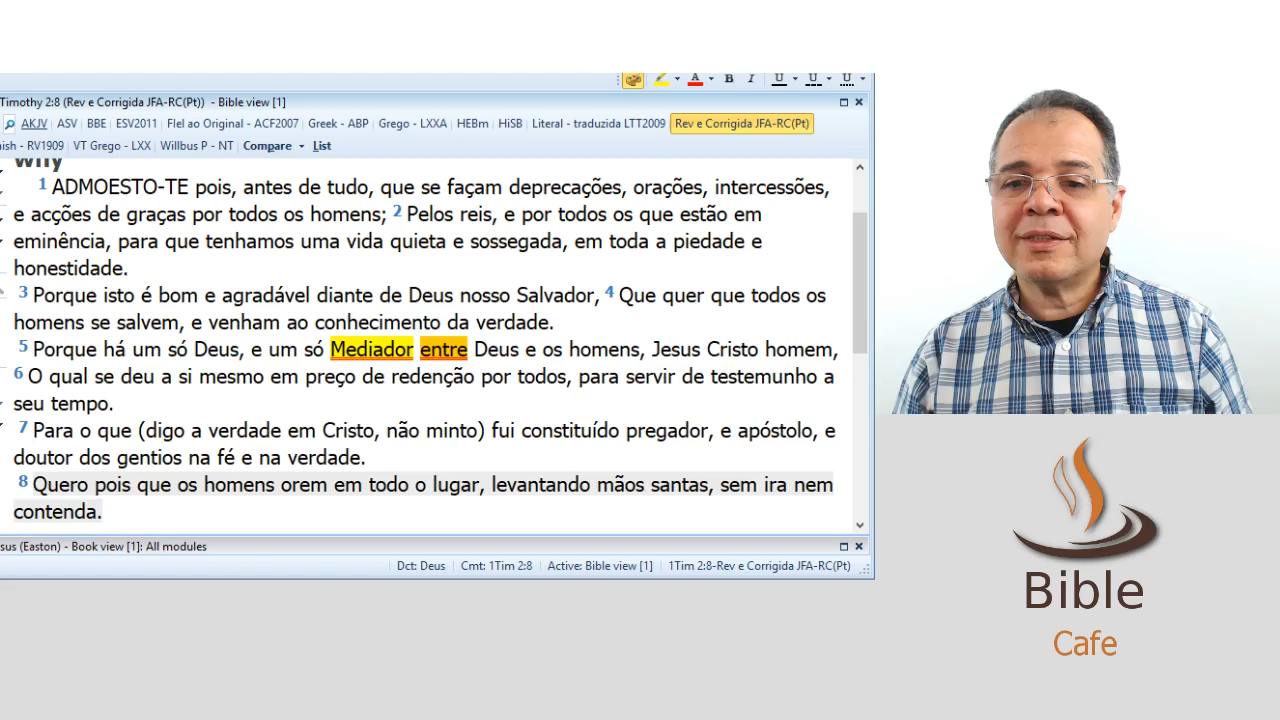 A B I U U U
Timothy 2:8 (Rev e Corrigida JFA-RC(Pt)) - Bible view [1]
AKJV ASV BBE ESV2011 FIel ao Original - ACF2007 Greek - ABP Grego - LXXA HEBm HiSB Literal - traduzida LTT2009 Rev e Corrigida JFA-RC(Pt)
nish - RV1909 VT Grego - LXX Willbus P - NT Compare List
Why
1 ADMOESTO-TE pois, antes de tudo, que se façam deprecações, orações, intercessões,
e acções de graças por todos os homens; 2 Pelos reis, e por todos os que estão em
eminência, para que tenhamos uma vida quieta e sossegada, em toda a piedade e
honestidade.
3 Porque isto é bom e agradável diante de Deus nosso Salvador, 4 Que quer que todos os
homens se salvem, e venham ao conhecimento da verdade.
5 Porque há um só Deus, e um só Mediador entre Deus e os homens, Jesus Cristo homem,
6 O qual se deu a si mesmo em preço de redenção por todos, para servir de testemunho a
seu tempo.
7 Para o que (digo a verdade em Cristo, não minto) fui constituído pregador, e apóstolo, e
doutor dos gentios na fé e na verdade.
8 Quero pois que os homens orem em todo o lugar, levantando mãos santas, sem ira nem
contenda.
sus (Easton) - Book view [1]: All modules
Dct: Deus Cmt: 1Tim 2:8 Active: Bible view [1] 1Tim 2:8-Rev e Corrigida JFA-RC(Pt)
Bible
Cafe